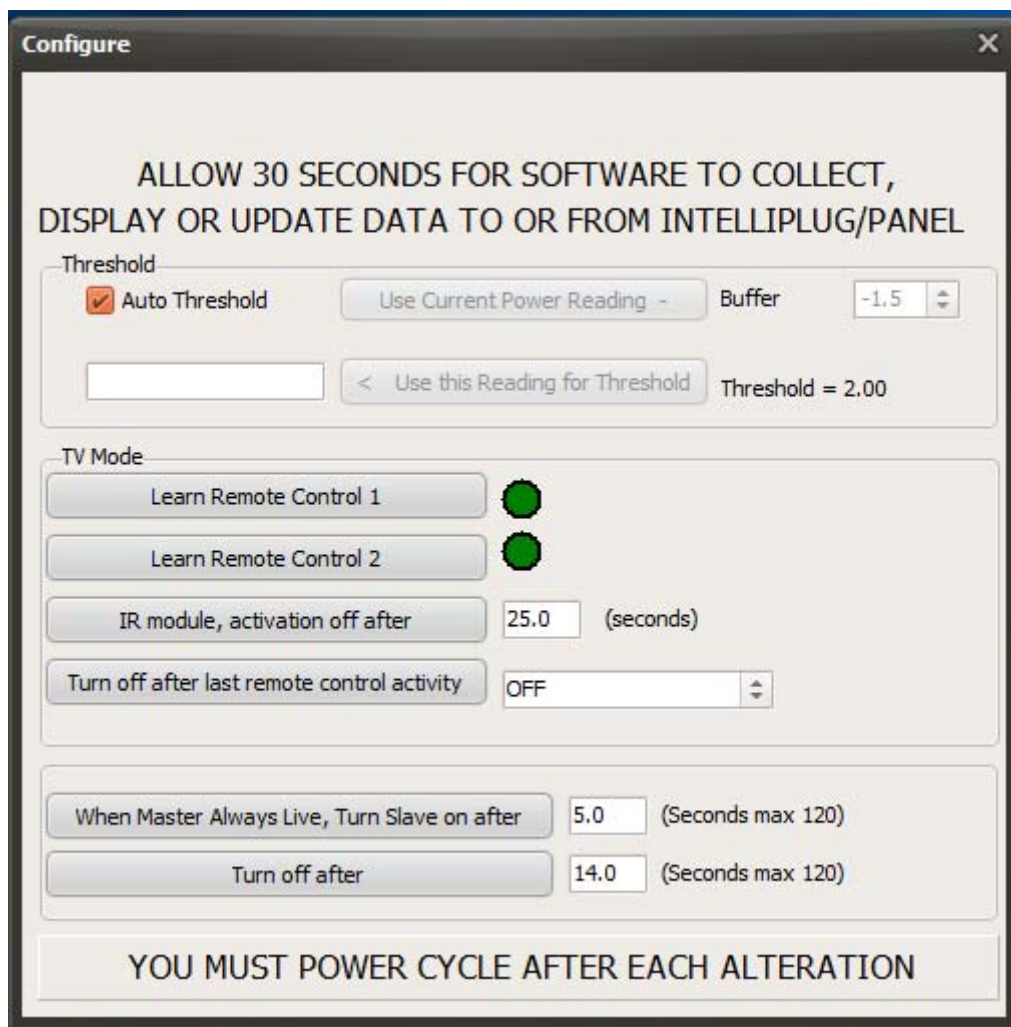 Configure
ALLOW 30 SECONDS FOR SOFTWARE TO COLLECT,
DISPLAY OR UPDATE DATA TO OR FROM INTELLIPLUG/PANEL
Threshold
Auto Threshold
Use Current Power Reading -
Buffer
-1.5
< Use this Reading for Threshold
Threshold = 2.00
TV Mode
Learn Remote Control 1
Learn Remote Control 2
IR module, activation off after
25.0
(seconds)
Turn off after last remote control activity
OFF
When Master Always Live, Turn Slave on after
5.0
(Seconds max 120)
Turn off after
14.0
(Seconds max 120)
YOU MUST POWER CYCLE AFTER EACH ALTERATION